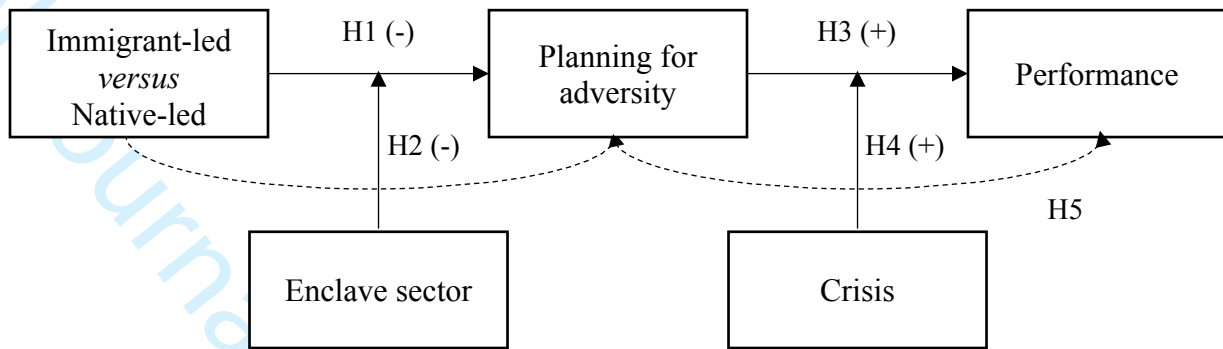 Immigrant-led
versus
Native-led
H1 (-)
Planning for
adversity
H3 (+)
Performance
H2 (-)
H4 (+)
H5
Enclave sector
Crisis